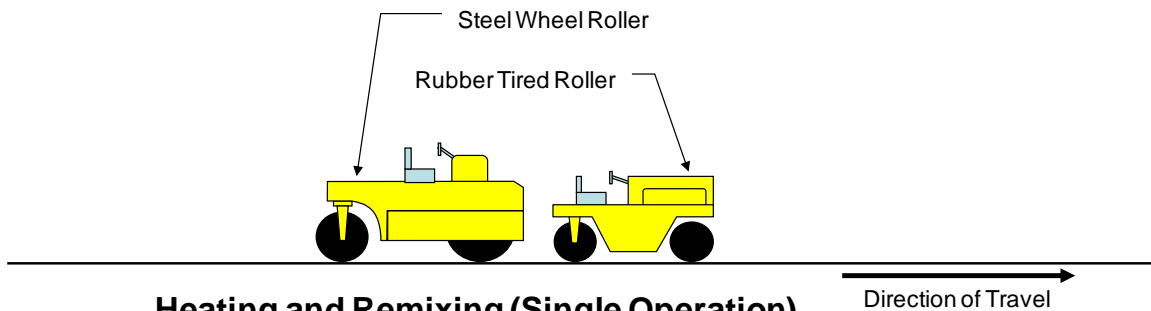 Steel Wheel Roller
Rubber Tired Roller
Direction of Travel
Heating and Remixing (Single Operation)